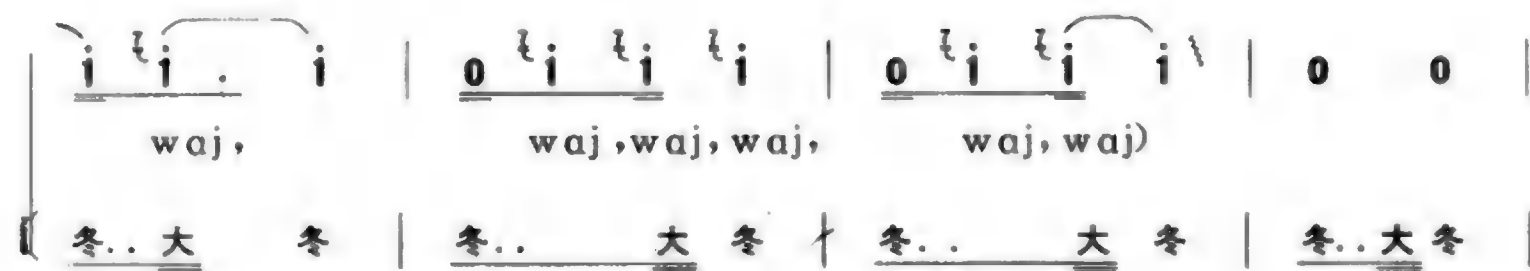 i i . i | 0 i i i | 0 i i i | 0 0 |
waj, waj, waj, waj, waj, waj)
冬.. 大 冬 | 冬.. 大 冬 | 冬.. 大 冬 | 冬.. 大 冬 |